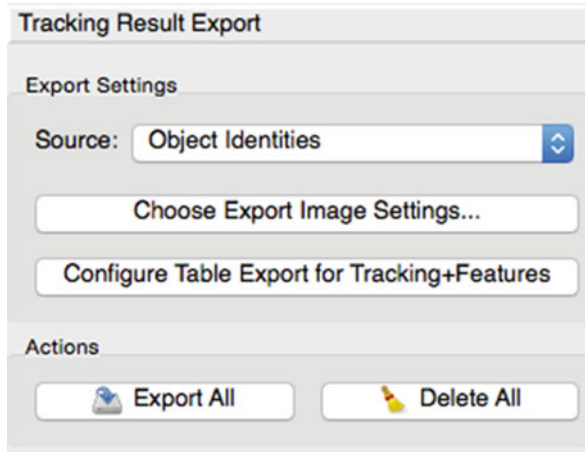 Tracking Result Export
Export Settings
Source: Object Identities
Choose Export Image Settings...
Configure Table Export for Tracking+Features
Actions
Export All Delete All